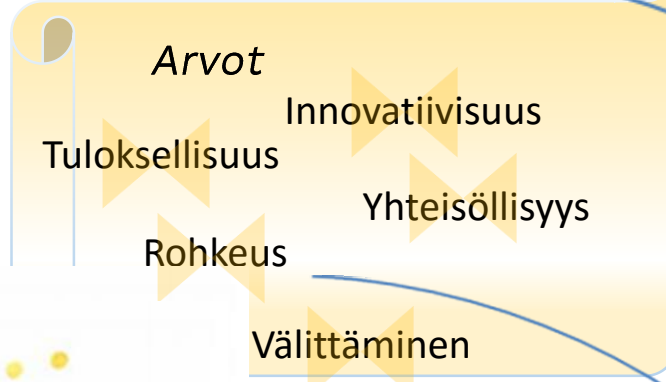 Arvot
Innovatiivisuus
Tuloksellisuus
Yhteisöllisyys
Rohkeus
Välittäminen